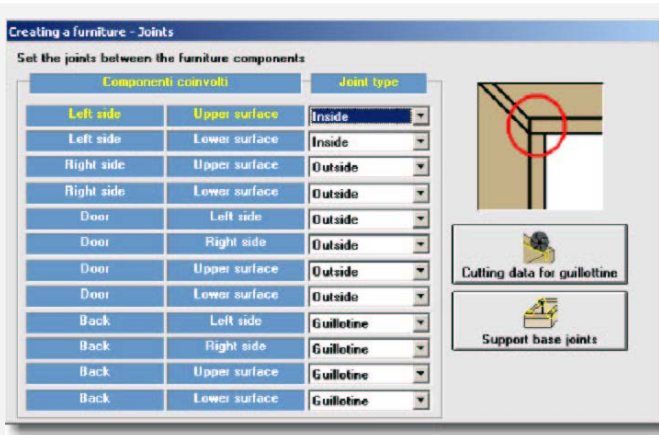 Creating a furniture - Joints
Set the joints between the furniture components
Componenti coinvolti Joint type
Left side Upper surface Inside
Left side Lower surface Inside
Right side Upper surface Outside
Right side Lower surface Outside
Door Left side Outside
Door Right side Outside
Door Upper surface Outside
Door Lower surface Outside
Back Left side Guillotine
Back Right side Guillotine
Back Upper surface Guillotine
Back Lower surface Guillotine
Cutting data for guillottine
Support base joints